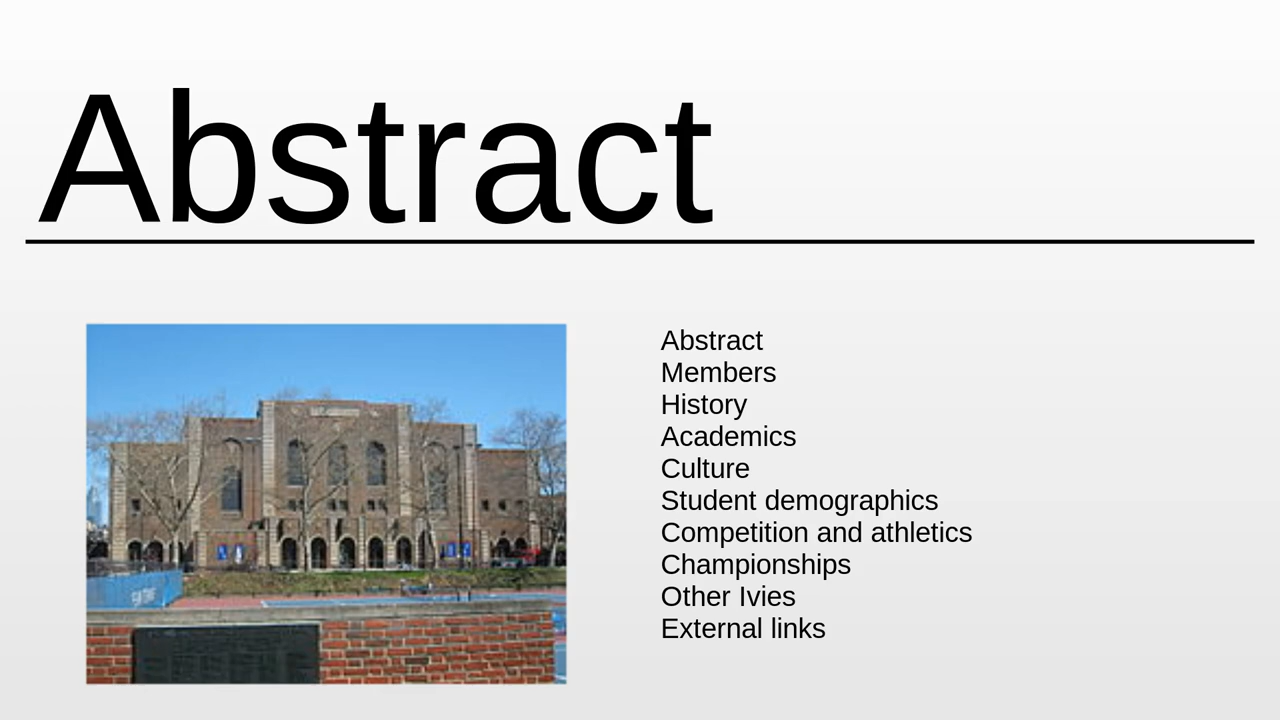 Abstract
Abstract
Members
History
Academics
Culture
Student demographics
Competition and athletics
Championships
Other Ivies
External links